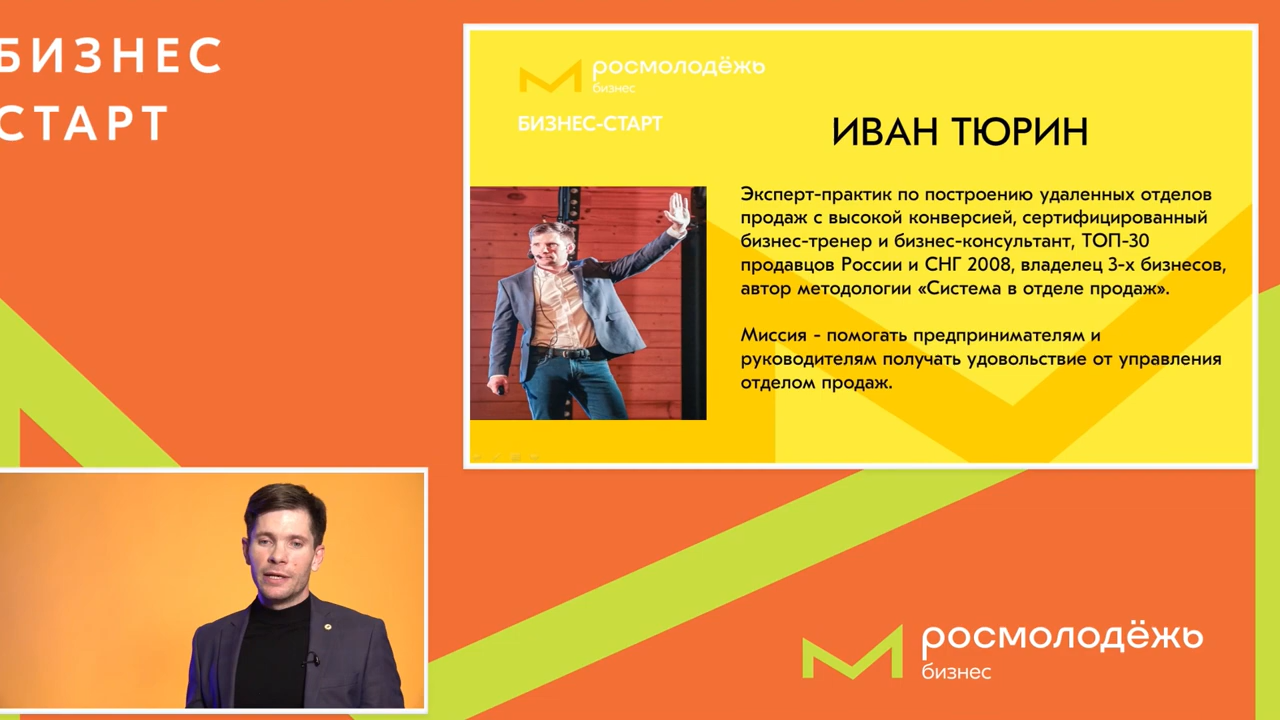 БИЗНЕС
СТАРТ
росмолодёжь
бизнес
БИЗНЕС-СТАРТ
ИВАН ТЮРИН
Эксперт-практик по построению удаленных отделов
продаж с высокой конверсией, сертифицированный
бизнес-тренер и бизнес-консультант, ТОП-30
продавцов России и СНГ 2008, владелец 3-х бизнесов,
автор методологии «Система в отделе продаж».
Миссия - помогать предпринимателям и
руководителям получать удовольствие от управления
отделом продаж.
росмолодёжь
бизнес